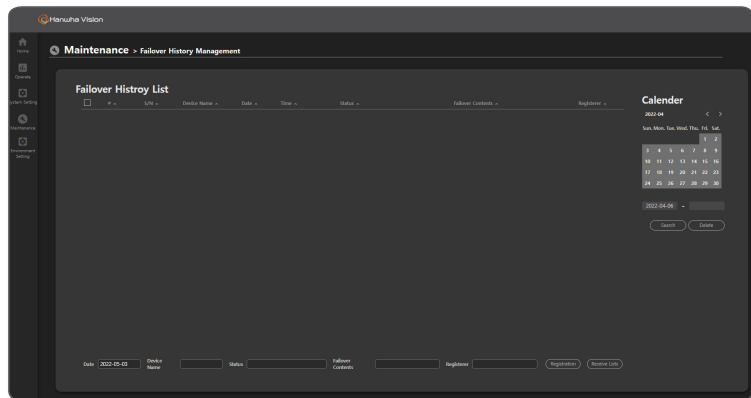 Hanwha Vision
Home
Operate
System Setting
Maintenance
Environment
Setting
Maintenance > Failover History Management
Failover Histroy List
# S/N Device Name Date Time Status Failover Contents Registerer
Calender
2022-04 < >
Sun. Mon. Tue. Wed. Thu. Fri. Sat.
1 2
3 4 5 6 7 8 9
10 11 12 13 14 15 16
17 18 19 20 21 22 23
24 25 26 27 28 29 30
2022-04-06 -
Search Delete
Date 2022-05-03 Device
Name Status Failover
Contents Registerer Registration Receive Lists